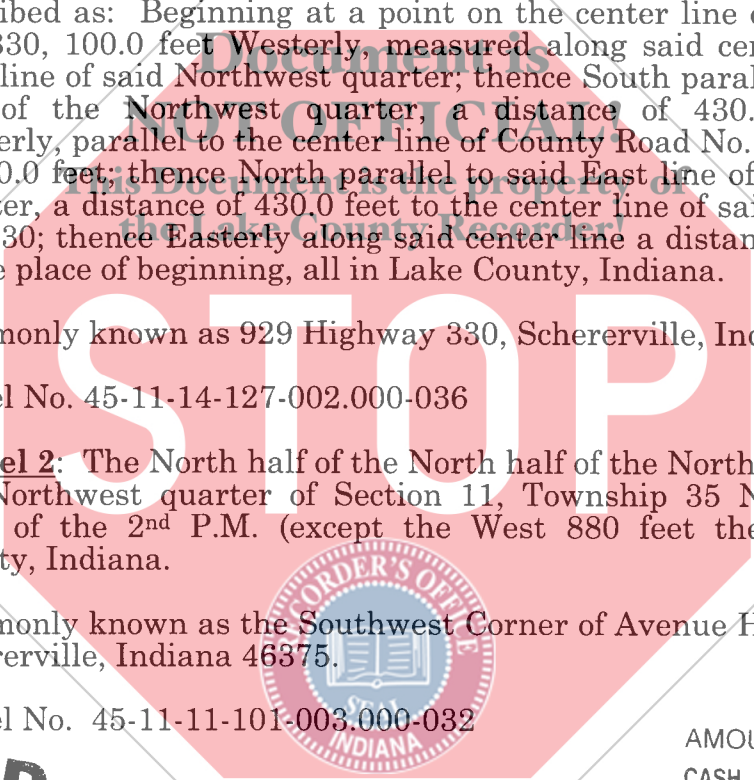 ibed as: Beginning at a point on the center line
330, 100.0 feet Westerly, measured along said cen
line of said Northwest quarter; thence South paral
of the Northwest quarter, a distance of 430.
erly, parallel to the center line of County Road No.
0.0 feet; thence North parallel to said East line of
er, a distance of 430.0 feet to the center line of sai
30; thence Easterly along said center line a distan
e place of beginning, all in Lake County, Indiana.
Document is
NOT OFFICIAL!
This Document is the property of
the Lake County Recorder!
STOP
monly known as 929 Highway 330, Schererville, Ind
el No. 45-11-14-127-002.000-036
el 2: The North half of the North half of the North
Northwest quarter of Section 11, Township 35 N
of the 2nd P.M. (except the West 880 feet the
ty, Indiana.
monly known as the Southwest Corner of Avenue H
rerville, Indiana 46375.
el No. 45-11-11-101-003.000-032
RECORDER'S OFFICE
SEAL
INDIANA
AMOU
CASH